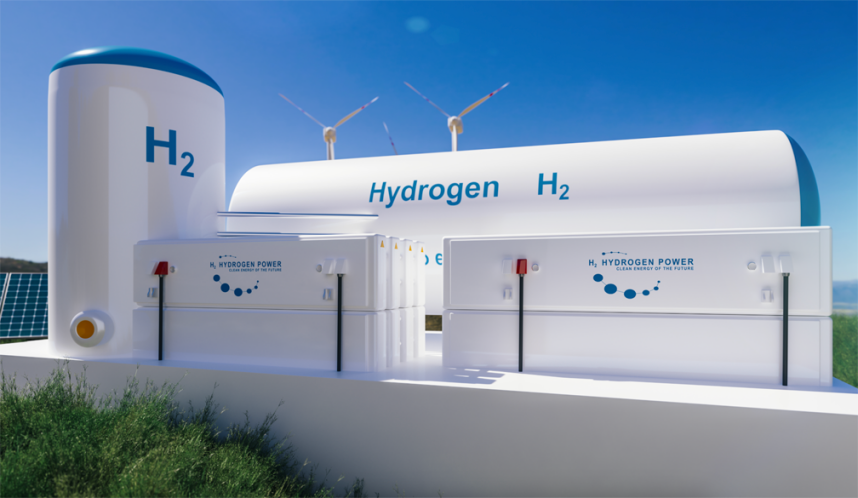 H2
Hydrogen H2
H2 HYDROGEN POWER
CLEAN ENERGY OF THE FUTURE
H2 HYDROGEN POWER
CLEAN ENERGY OF THE FUTURE